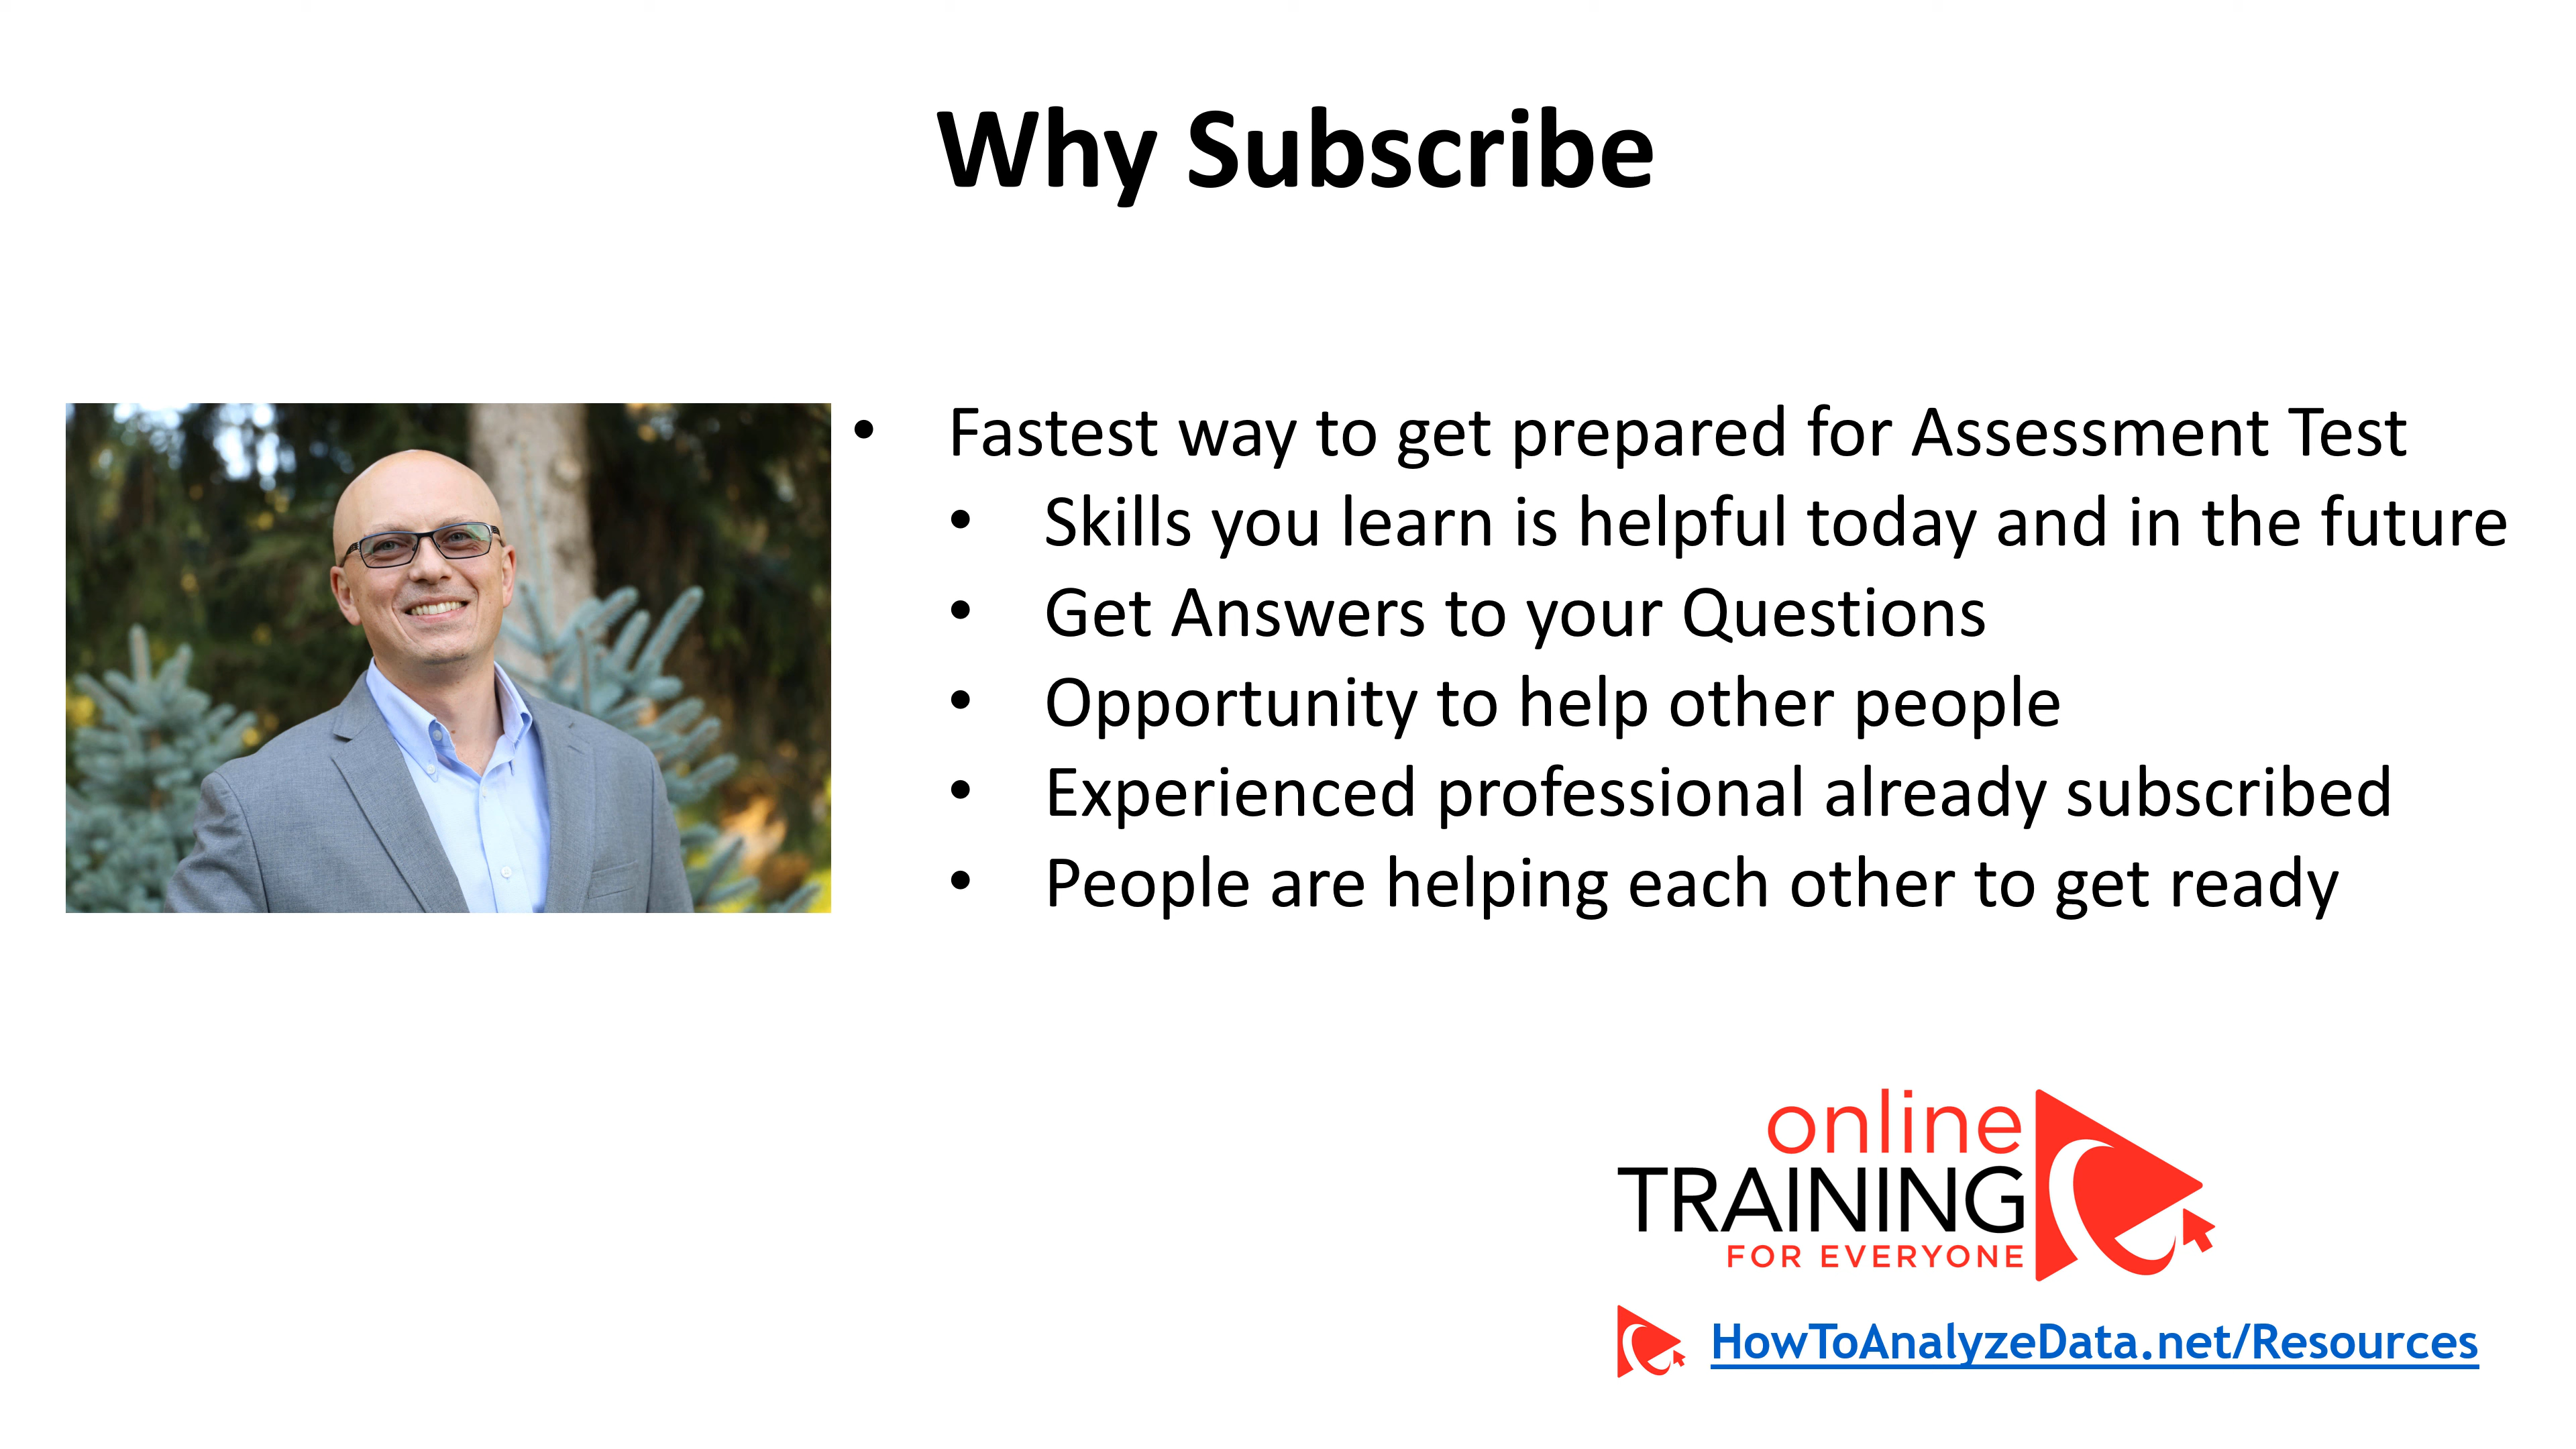 Why Subscribe
• Fastest way to get prepared for Assessment Test
• Skills you learn is helpful today and in the future
• Get Answers to your Questions
• Opportunity to help other people
• Experienced professional already subscribed
• People are helping each other to get ready
online
TRAINING
FOR EVERYONE
HowToAnalyzeData.net/Resources